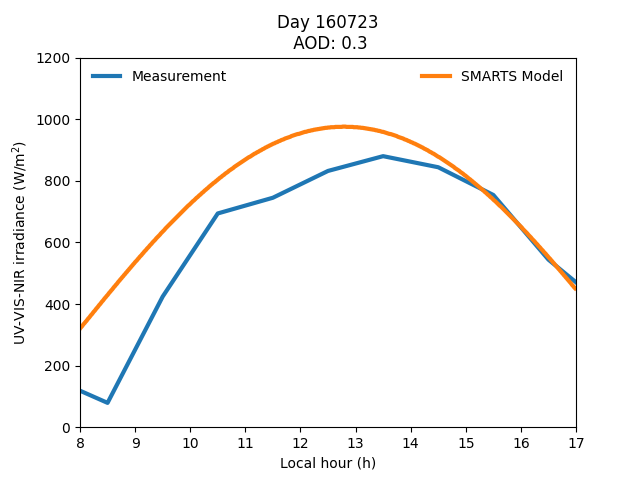 Day 160723
AOD: 0.3
Measurement
SMARTS Model
UV-VIS-NIR irradiance (W/m²)
1200
1000
800
600
400
200
0
8 9 10 11 12 13 14 15 16 17
Local hour (h)